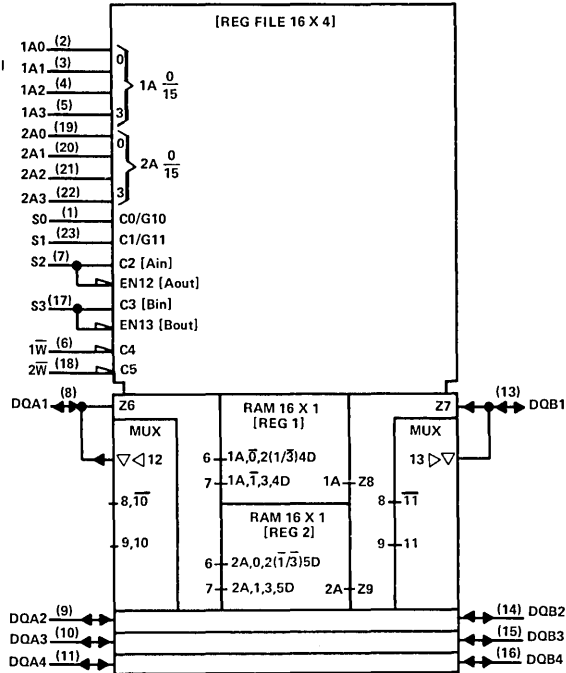 [REG FILE 16 X 4]
1A0 (2)
1A1 (3)
1A2 (4)
1A3 (5)
0
3
1A 0/15
2A0 (19)
2A1 (20)
2A2 (21)
2A3 (22)
0
3
2A 0/15
S0 (1) C0/G10
S1 (23) C1/G11
S2 (7) C2 [Ain]
EN12 [Aout]
S3 (17) C3 [Bin]
EN13 [Bout]
1W̅ (6) C4
2W̅ (18) C5
DQA1 (8) Z6
Z7 (13) DQB1
MUX
▽◁ 12
8,1̅0̅
9,10
RAM 16 X 1
[REG 1]
6 1A,0̅,2(1/3̅)4D
7 1A,1̅,3,4D
1A Z8
RAM 16 X 1
[REG 2]
6 2A,0,2(1̅/3̅)5D
7 2A,1,3,5D
2A Z9
MUX
13 ▷▽
8 1̅1̅
9 11
DQA2 (9)
(14) DQB2
DQA3 (10)
(15) DQB3
DQA4 (11)
(16) DQB4